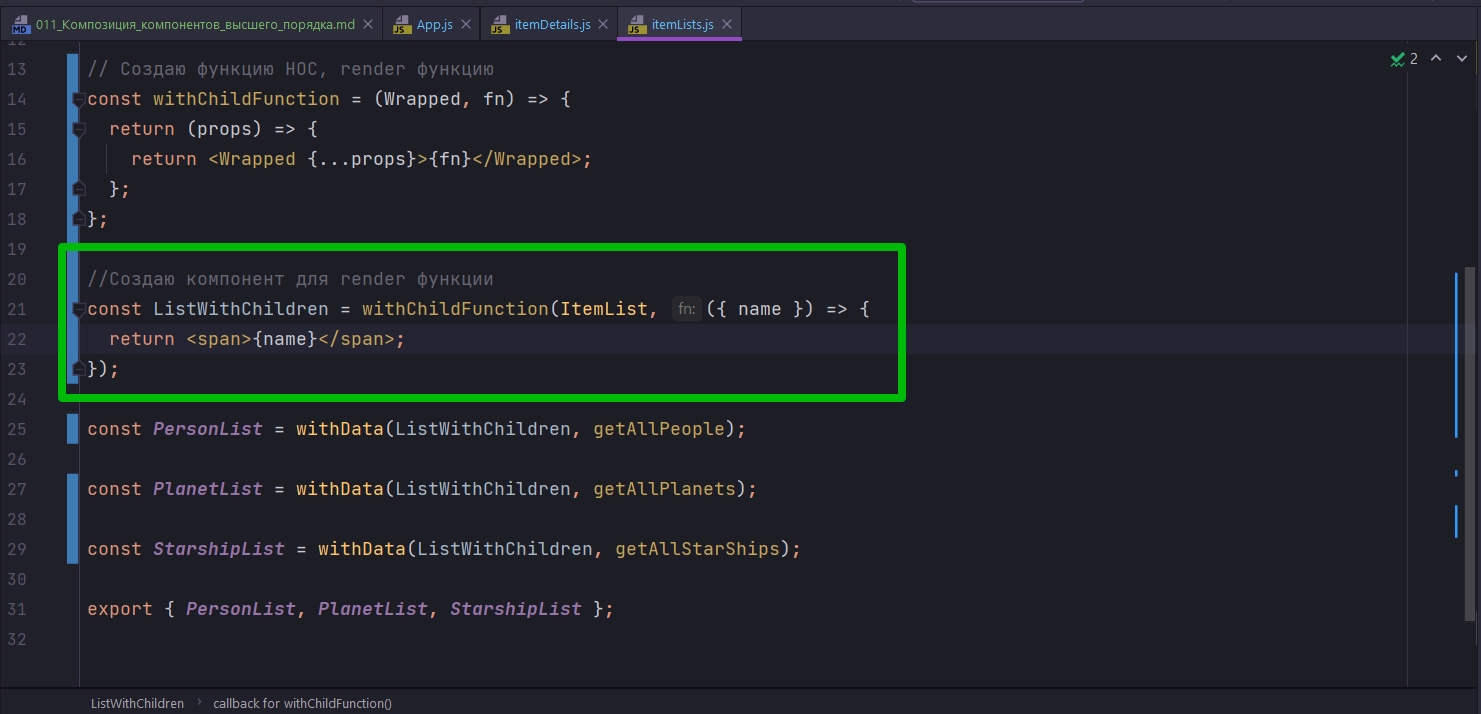 011_Композиция_компонентов_высшего_порядка.md App.js itemDetails.js itemLists.js
12
2
13 // Создаю функцию HOC, render функцию
14 const withChildFunction = (Wrapped, fn) => {
15 return (props) => {
16 return <Wrapped {...props}>{fn}</Wrapped>;
17 };
18 };
19
20 //Создаю компонент для render функции
21 const ListWithChildren = withChildFunction(ItemList, fn: ({ name }) => {
22 return <span>{name}</span>;
23 });
24
25 const PersonList = withData(ListWithChildren, getAllPeople);
26
27 const PlanetList = withData(ListWithChildren, getAllPlanets);
28
29 const StarshipList = withData(ListWithChildren, getAllStarShips);
30
31 export { PersonList, PlanetList, StarshipList };
32
ListWithChildren › callback for withChildFunction()